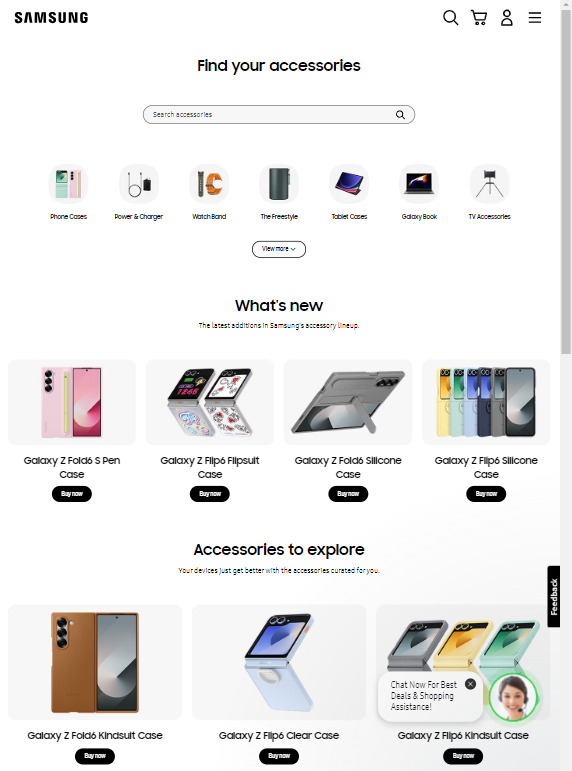 SAMSUNG
Find your accessories
Search accessories
Phone Cases
Power & Charger
Watch Band
The Freestyle
Tablet Cases
Galaxy Book
TV Accessories
View more
What's new
The latest additions in Samsung's accessory lineup.
Galaxy Z Fold6 S Pen
Case
Buy now
Galaxy Z Flip6 Flipsuit
Case
Buy now
Galaxy Z Fold6 Silicone
Case
Buy now
Galaxy Z Flip6 Silicone
Case
Buy now
Accessories to explore
Your devices just get better with the accessories curated for you.
Feedback
Galaxy Z Fold6 Kindsuit Case
Buy now
Galaxy Z Flip6 Clear Case
Buy now
Chat Now For Best
Deals & Shopping
Assistance!
Galaxy Z Flip6 Kindsuit Case
Buy now